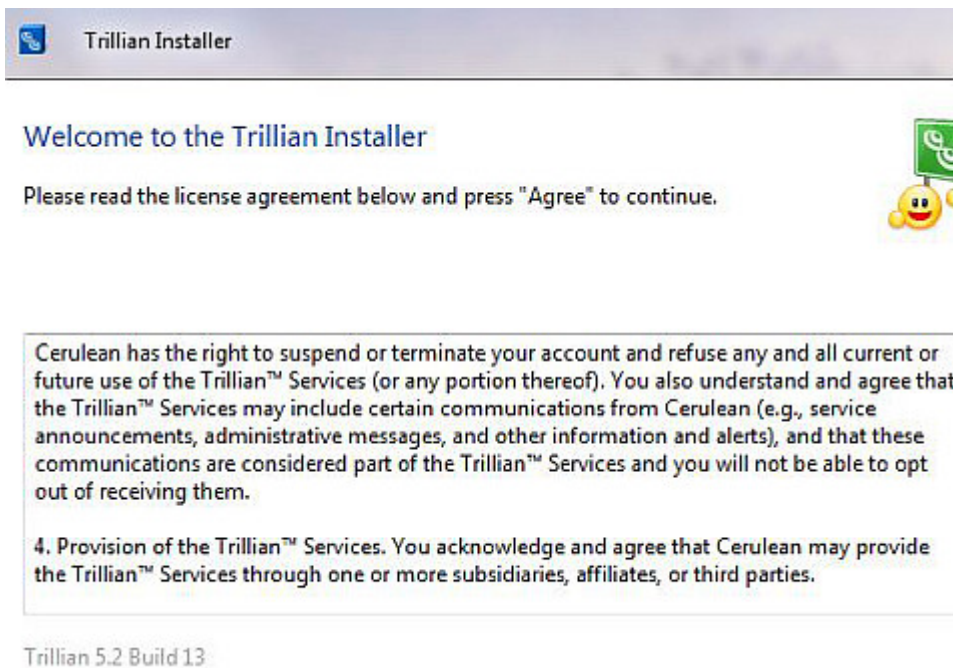 Trillian Installer
Welcome to the Trillian Installer
Please read the license agreement below and press "Agree" to continue.
Cerulean has the right to suspend or terminate your account and refuse any and all current or
future use of the Trillian™ Services (or any portion thereof). You also understand and agree that
the Trillian™ Services may include certain communications from Cerulean (e.g., service
announcements, administrative messages, and other information and alerts), and that these
communications are considered part of the Trillian™ Services and you will not be able to opt
out of receiving them.
4. Provision of the Trillian™ Services. You acknowledge and agree that Cerulean may provide
the Trillian™ Services through one or more subsidiaries, affiliates, or third parties.
Trillian 5.2 Build 13